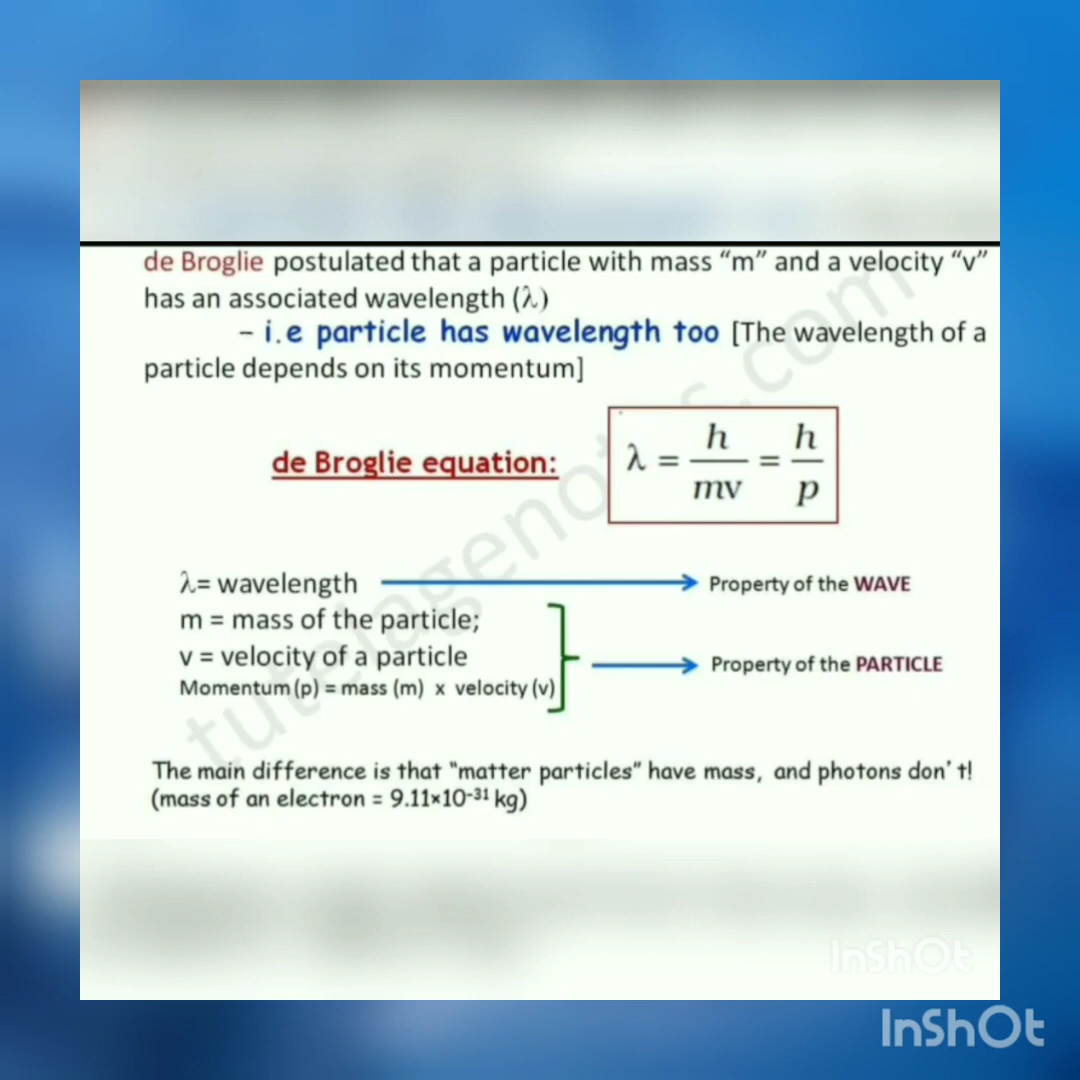 de Broglie postulated that a particle with mass “m” and a velocity “v”
has an associated wavelength (λ)
– i.e particle has wavelength too [The wavelength of a
particle depends on its momentum]
de Broglie equation: λ = h/mv = h/p
λ= wavelength → Property of the WAVE
m = mass of the particle;
v = velocity of a particle → Property of the PARTICLE
Momentum (p) = mass (m) x velocity (v)
The main difference is that "matter particles" have mass, and photons don't!
(mass of an electron = 9.11×10⁻³¹ kg)
InShOt
InShOt